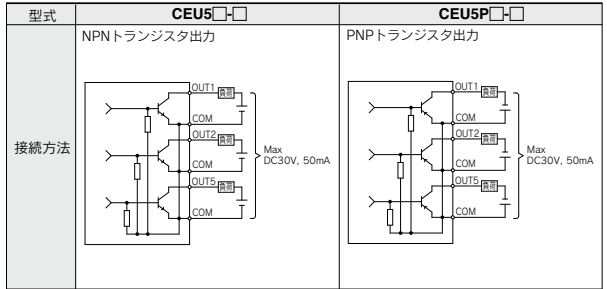 型式
CEU5□-□
CEU5P□-□
接続方法
NPNトランジスタ出力
OUT1
負荷
COM
OUT2
負荷
COM
OUT5
負荷
COM
Max
DC30V, 50mA
PNPトランジスタ出力
OUT1
負荷
COM
OUT2
負荷
COM
OUT5
負荷
COM
Max
DC30V, 50mA